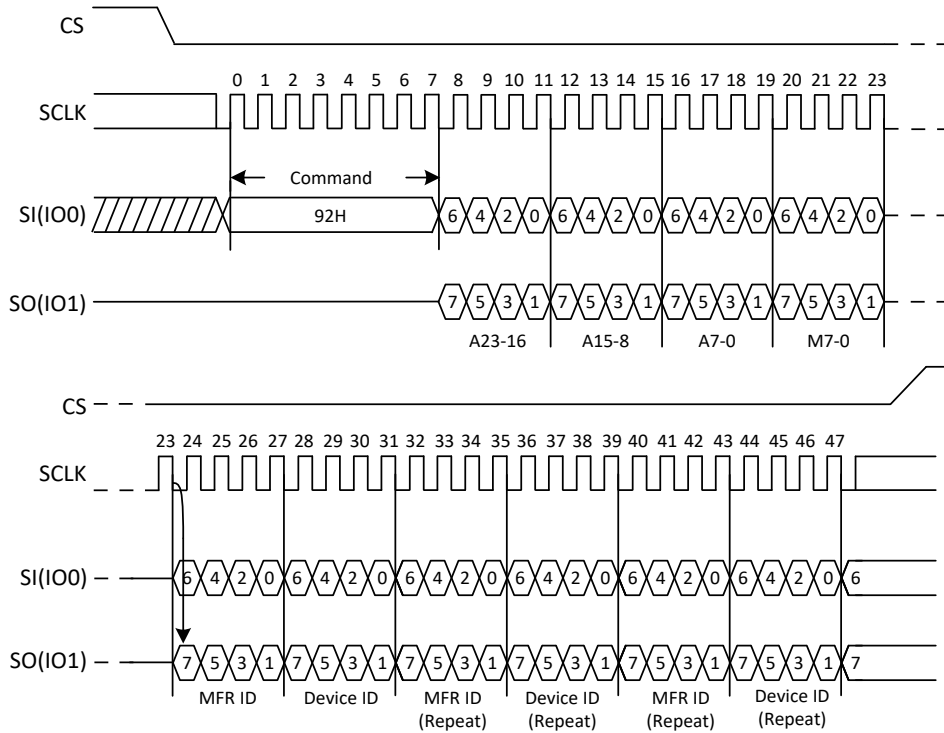 CS
0 1 2 3 4 5 6 7 8 9 10 11 12 13 14 15 16 17 18 19 20 21 22 23
SCLK
Command
SI(IO0) 92H 6 4 2 0 6 4 2 0 6 4 2 0 6 4 2 0
SO(IO1) 7 5 3 1 7 5 3 1 7 5 3 1 7 5 3 1
A23-16 A15-8 A7-0 M7-0
CS
23 24 25 26 27 28 29 30 31 32 33 34 35 36 37 38 39 40 41 42 43 44 45 46 47
SCLK
SI(IO0) 6 4 2 0 6 4 2 0 6 4 2 0 6 4 2 0 6 4 2 0 6 4 2 0 6
SO(IO1) 7 5 3 1 7 5 3 1 7 5 3 1 7 5 3 1 7 5 3 1 7 5 3 1 7
MFR ID Device ID MFR ID Device ID MFR ID Device ID
(Repeat) (Repeat) (Repeat) (Repeat)